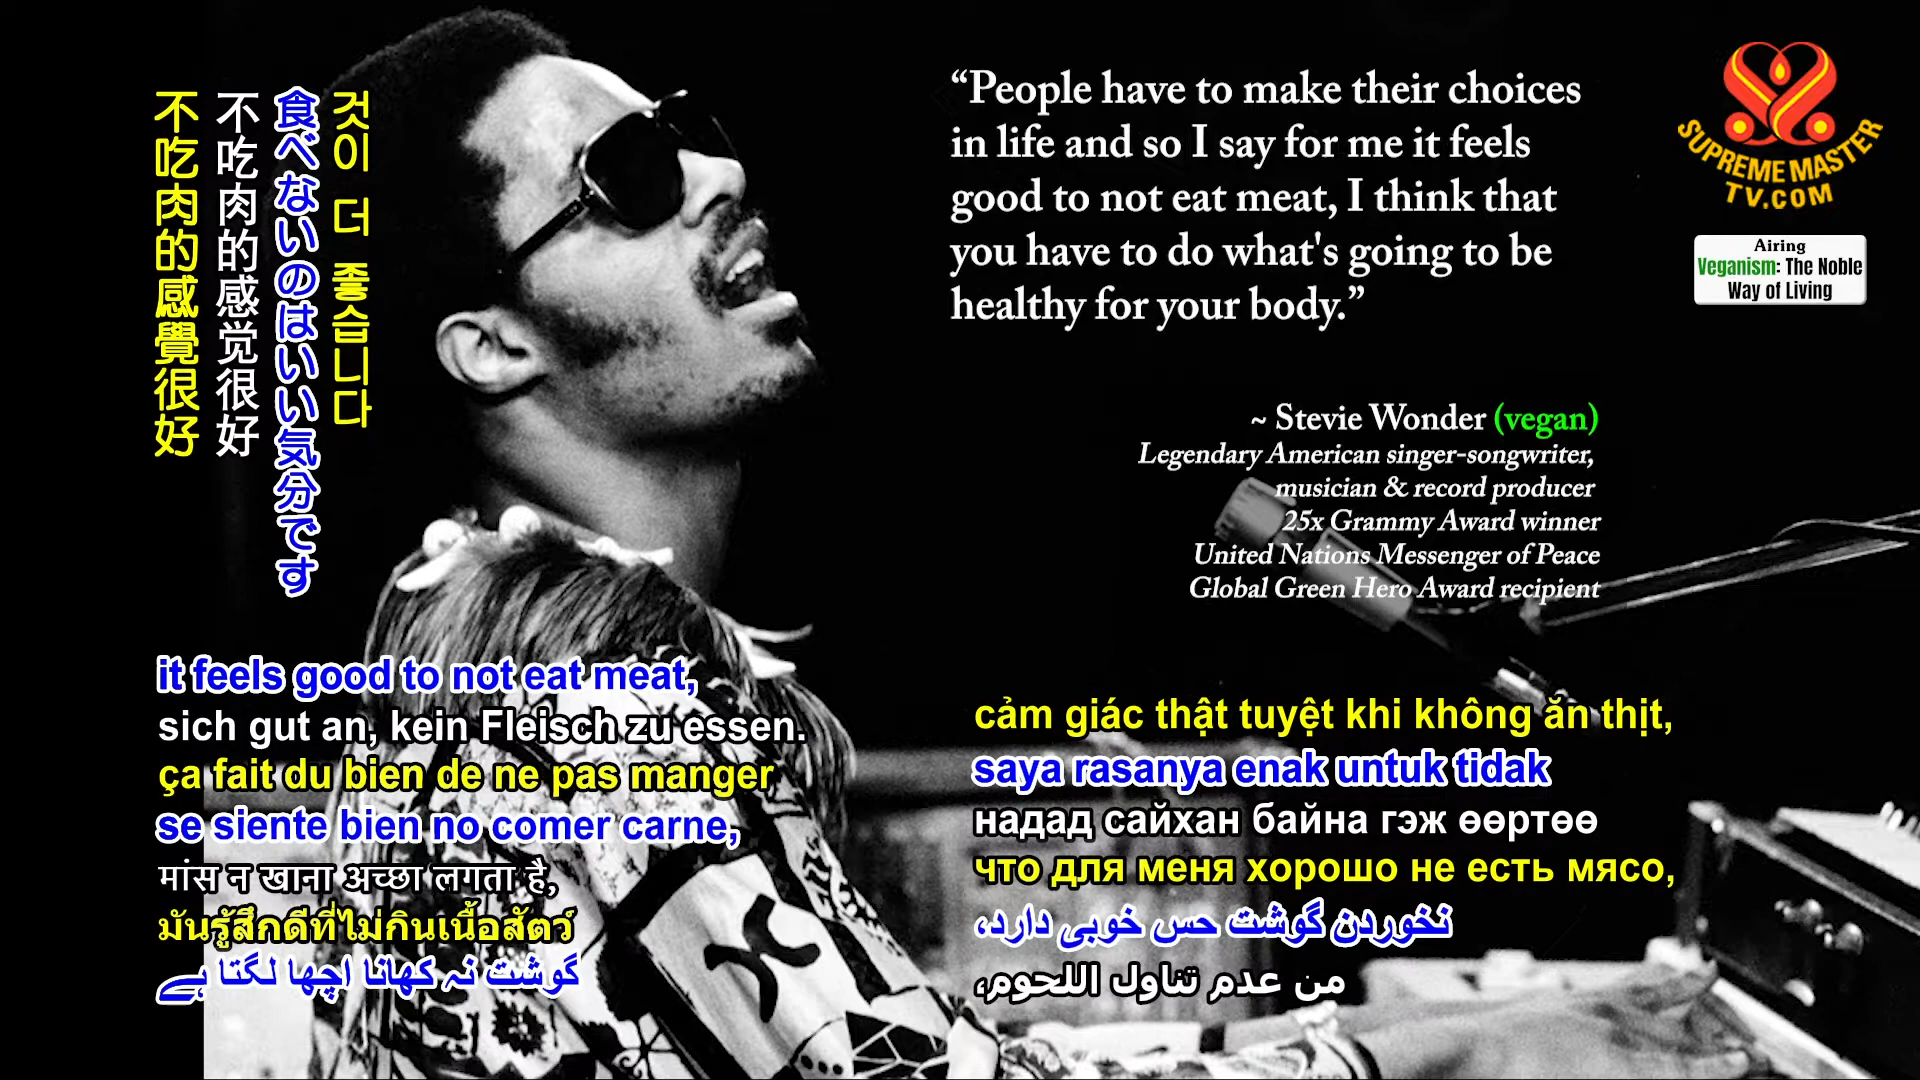 不吃肉的感覺很好
不吃肉的感觉很好
食べないのはいい気分です
것이 더 좋습니다
“People have to make their choices
in life and so I say for me it feels
good to not eat meat, I think that
you have to do what's going to be
healthy for your body.”
SUPREME MASTER
TV.COM
Airing
Veganism: The Noble
Way of Living
~ Stevie Wonder (vegan)
Legendary American singer-songwriter,
musician & record producer
25x Grammy Award winner
United Nations Messenger of Peace
Global Green Hero Award recipient
it feels good to not eat meat,
sich gut an, kein Fleisch zu essen.
ça fait du bien de ne pas manger
se siente bien no comer carne,
मांस न खाना अच्छा लगता है,
มันรู้สึกดีที่ไม่กินเนื้อสัตว์
گوشت نہ کھانا اچھا لگتا ہے
cảm giác thật tuyệt khi không ăn thịt,
saya rasanya enak untuk tidak
надад сайхан байна гэж өөртөө
что для меня хорошо не есть мясо,
نخوردن گوشت حس خوبی دارد،
من عدم تناول اللحوم،